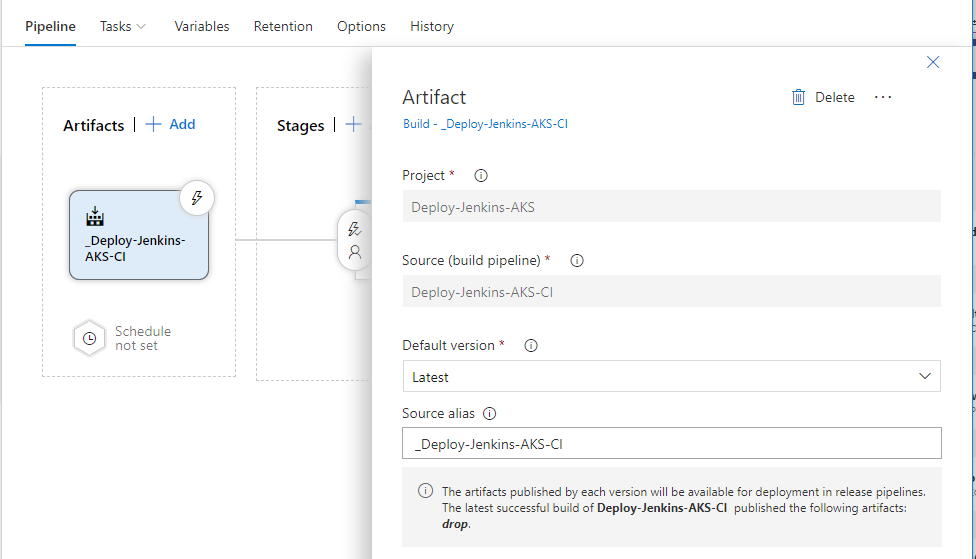 Pipeline Tasks Variables Retention Options History
Artifacts | + Add
Stages | +
_Deploy-Jenkins-
AKS-CI
Schedule
not set
Artifact
Delete ...
Build - _Deploy-Jenkins-AKS-CI
Project *
Deploy-Jenkins-AKS
Source (build pipeline) *
Deploy-Jenkins-AKS-CI
Default version *
Latest
Source alias
_Deploy-Jenkins-AKS-CI
The artifacts published by each version will be available for deployment in release pipelines.
The latest successful build of Deploy-Jenkins-AKS-CI published the following artifacts:
drop.